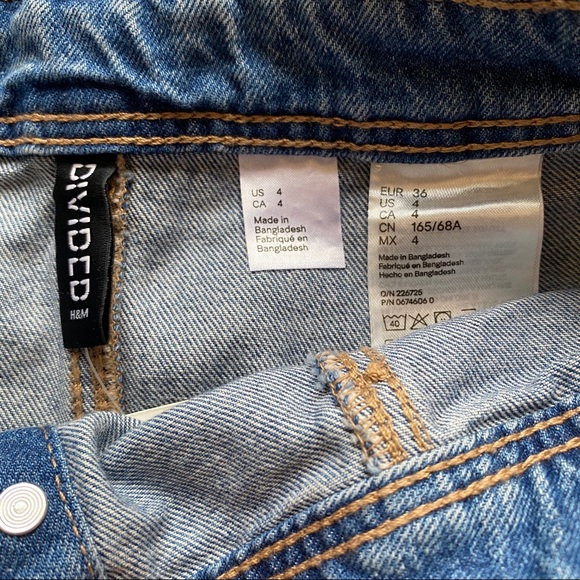 DIVIDED
H&M
US 4
CA 4
Made in
Bangladesh
Fabriqué en
Bangladesh
EUR 36
US 4
CA 4
CN 165/68A
MX 4
Made in Bangladesh
Fabriqué en Bangladesh
Hecho en Bangladesh
O/N 226725
P/N 0674606 0
40